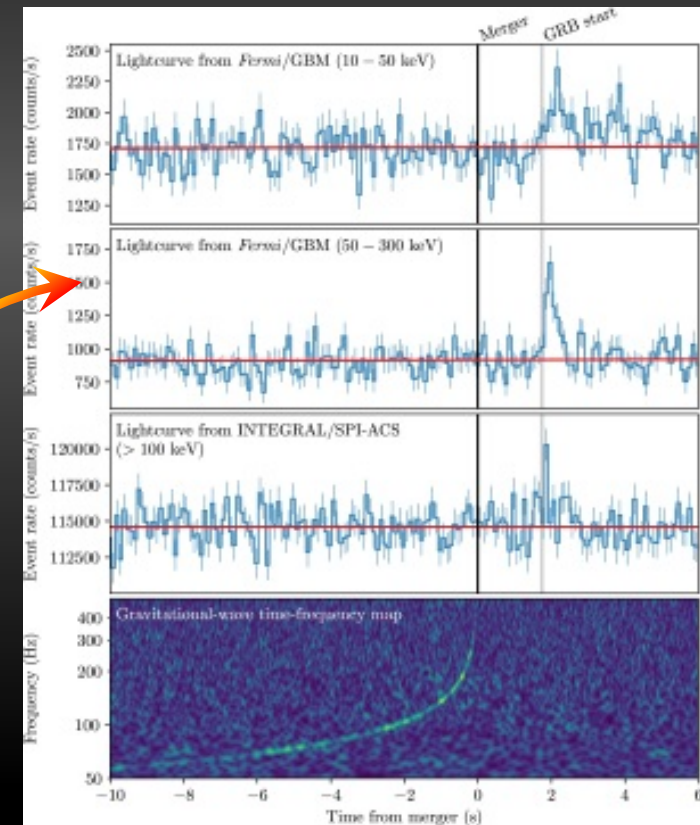 Merger GRB start
Lightcurve from Fermi/GBM (10 − 50 keV)
2500
2250
2000
1750
1500
1250
Event rate (counts/s)
Lightcurve from Fermi/GBM (50 − 300 keV)
1750
1250
1000
750
Event rate (counts/s)
Lightcurve from INTEGRAL/SPI-ACS
(> 100 keV)
120000
117500
115000
112500
Event rate (counts/s)
Gravitational-wave time-frequency map
400
300
200
100
50
Frequency (Hz)
−10 −8 −6 −4 −2 0 2 4 6
Time from merger (s)